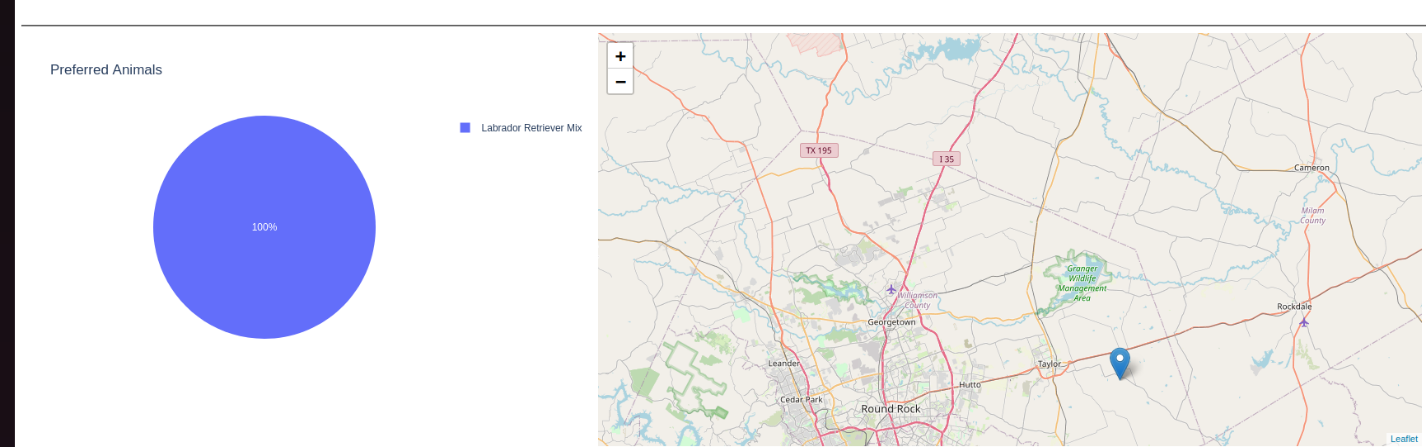 Preferred Animals
Labrador Retriever Mix
100%
+
−
TX 195
I 35
Cameron
Milam
County
Granger
Wildlife
Management
Area
Williamson
County
Georgetown
Rockdale
Leander
Taylor
Hutto
Cedar Park
Round Rock
Leaflet